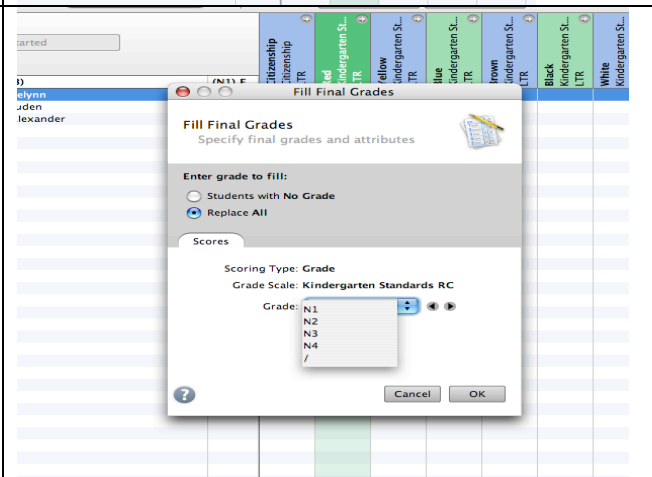 tarted
Citizenship
Citizenship
LTR
Red
Kindergarten St...
LTR
Yellow
Kindergarten St...
LTR
Blue
Kindergarten St...
LTR
Brown
Kindergarten St...
LTR
Black
Kindergarten St...
LTR
White
Kindergarten St...
LTR
(N1) F
elynn
uden
lexander
Fill Final Grades
Fill Final Grades
Specify final grades and attributes
Enter grade to fill:
Students with No Grade
Replace All
Scores
Scoring Type: Grade
Grade Scale: Kindergarten Standards RC
Grade:
N1
N2
N3
N4
/
?
Cancel
OK